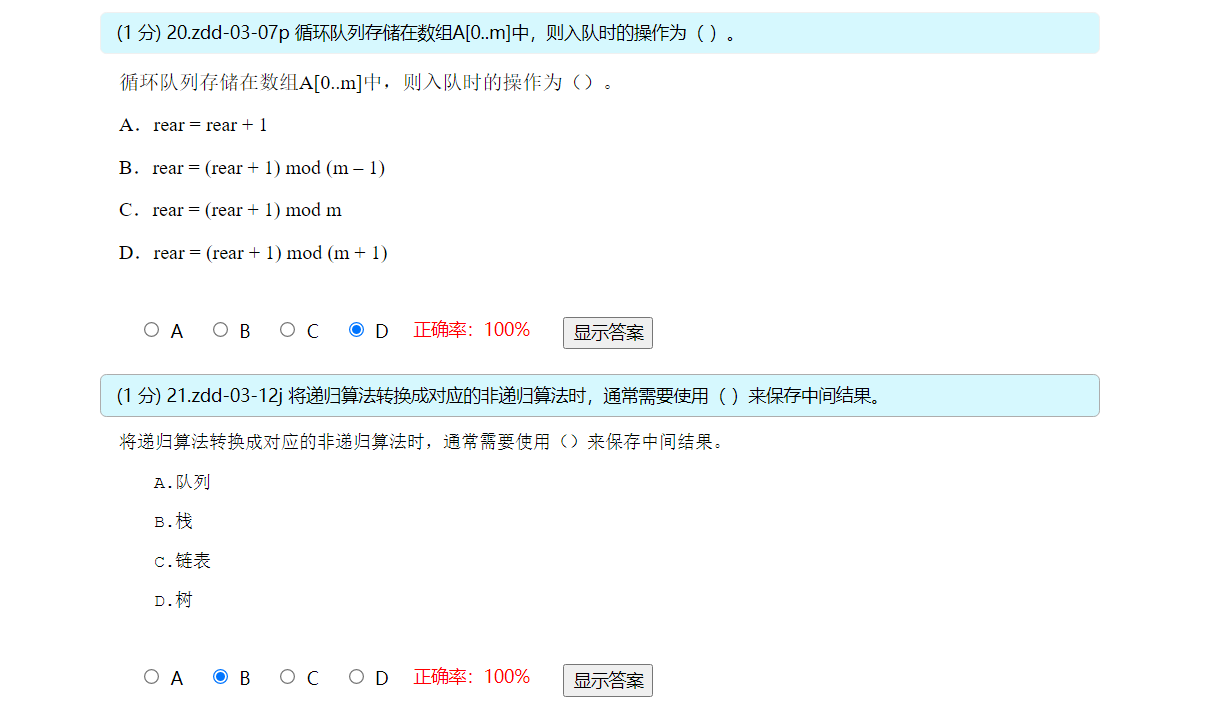 (1 分) 20.zdd-03-07p 循环队列存储在数组A[0..m]中，则入队时的操作为（ ）。
循环队列存储在数组A[0..m]中，则入队时的操作为（）。
A．rear = rear + 1
B．rear = (rear + 1) mod (m – 1)
C．rear = (rear + 1) mod m
D．rear = (rear + 1) mod (m + 1)
A B C D 正确率：100% 显示答案
(1 分) 21.zdd-03-12j 将递归算法转换成对应的非递归算法时，通常需要使用（ ）来保存中间结果。
将递归算法转换成对应的非递归算法时，通常需要使用（）来保存中间结果。
A.队列
B.栈
C.链表
D.树
A B C D 正确率：100% 显示答案